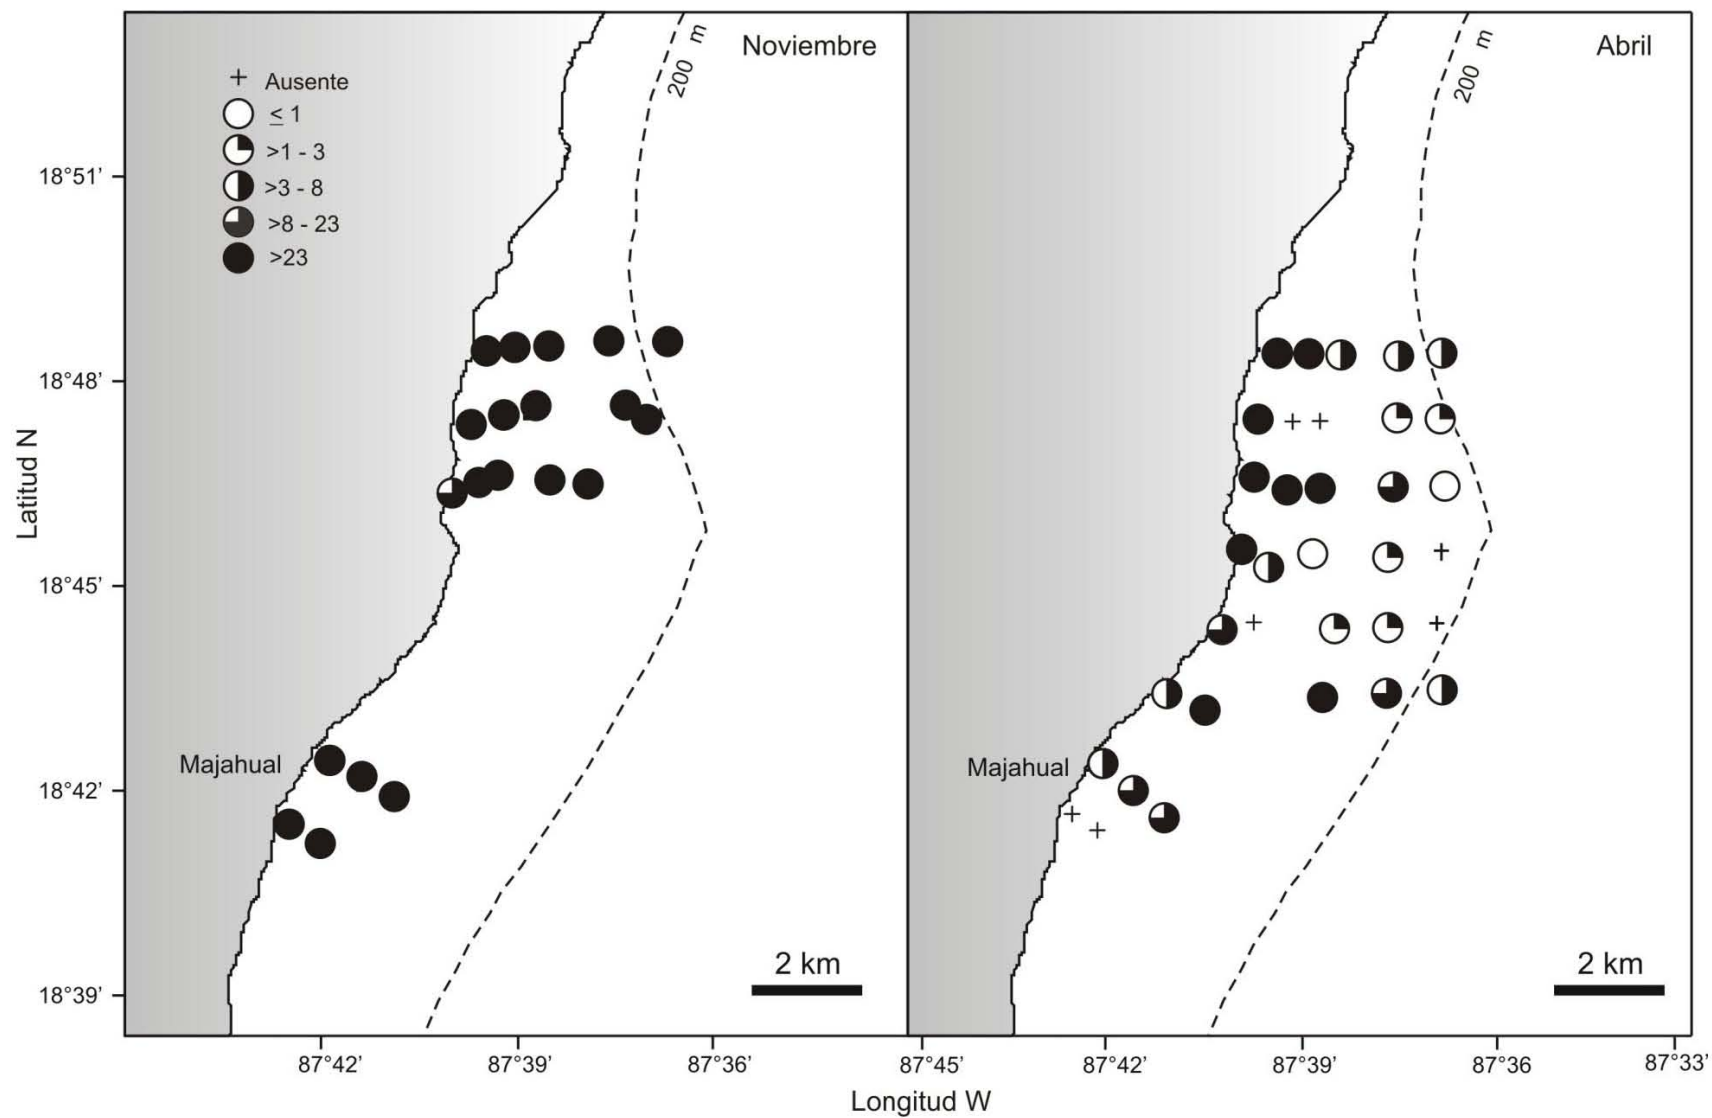 Noviembre
200 m
+ Ausente
≤ 1
>1 - 3
>3 - 8
>8 - 23
>23
Majahual
2 km
Abril
200 m
Majahual
2 km
Latitud N
18°51’
18°48’
18°45’
18°42’
18°39’
87°42’ 87°39’ 87°36’ 87°45’ 87°42’ 87°39’ 87°36’ 87°33’
Longitud W